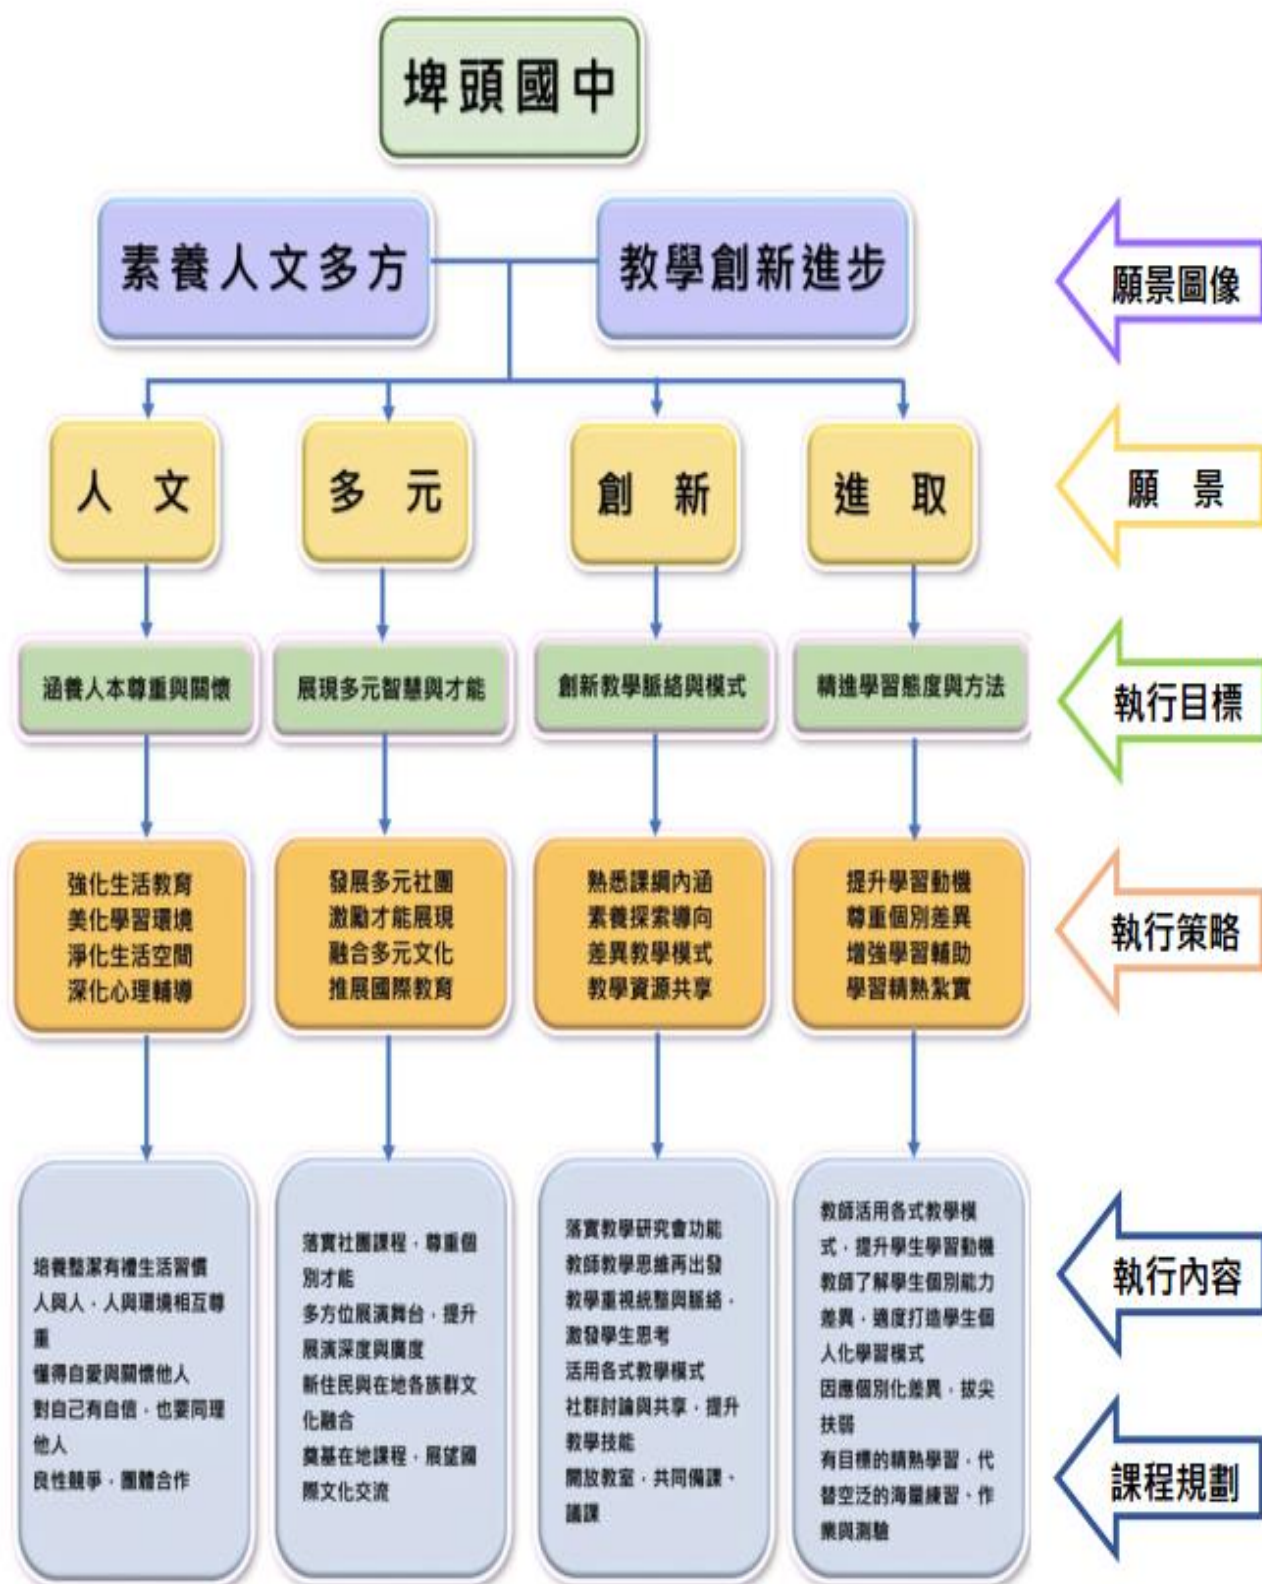 埤頭國中
素養人文多方
教學創新進步
願景圖像
人 文
多 元
創 新
進 取
願 景
涵養人本尊重與關懷
展現多元智慧與才能
創新教學脈絡與模式
精進學習態度與方法
執行目標
強化生活教育
美化學習環境
淨化生活空間
深化心理輔導
發展多元社團
激勵才能展現
融合多元文化
推展國際教育
熟悉課綱內涵
素養探索導向
差異教學模式
教學資源共享
提升學習動機
尊重個別差異
增強學習輔助
學習精熟紮實
執行策略
培養整潔有禮生活習慣
人與人，人與環境相互尊
重
懂得自愛與關懷他人
對自己有自信，也要同理
他人
良性競爭，團體合作
落實社團課程，尊重個
別才能
多方位展演舞台，提升
展演深度與廣度
新住民與在地各族群文
化融合
奠基在地課程，展望國
際文化交流
落實教學研究會功能
教師教學思維再出發
教學重視統整與脈絡，
激發學生思考
活用各式教學模式
社群討論與共享，提升
教學技能
開放教室，共同備課、
議課
教師活用各式教學模
式，提升學生學習動機
教師了解學生個別能力
差異，適度打造學生個
人化學習模式
因應個別化差異，拔尖
扶弱
有目標的精熟學習，代
替空泛的海量練習、作
業與測驗
執行內容
課程規劃